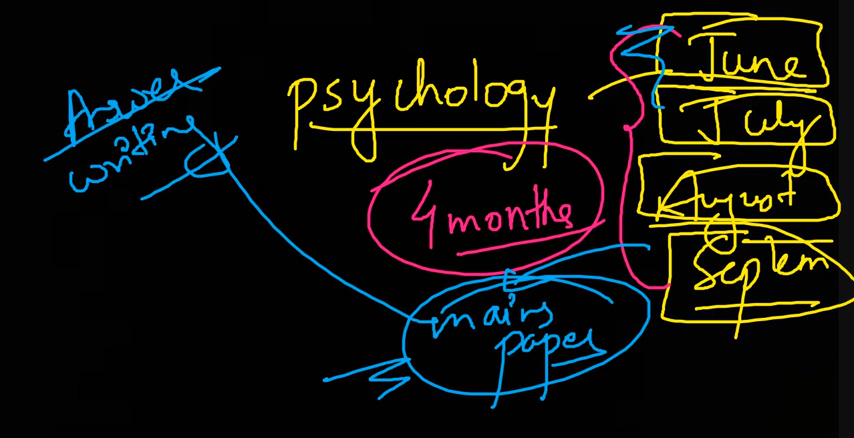 Answer
writing
psychology
4 months
mains
paper
June
July
August
Septem